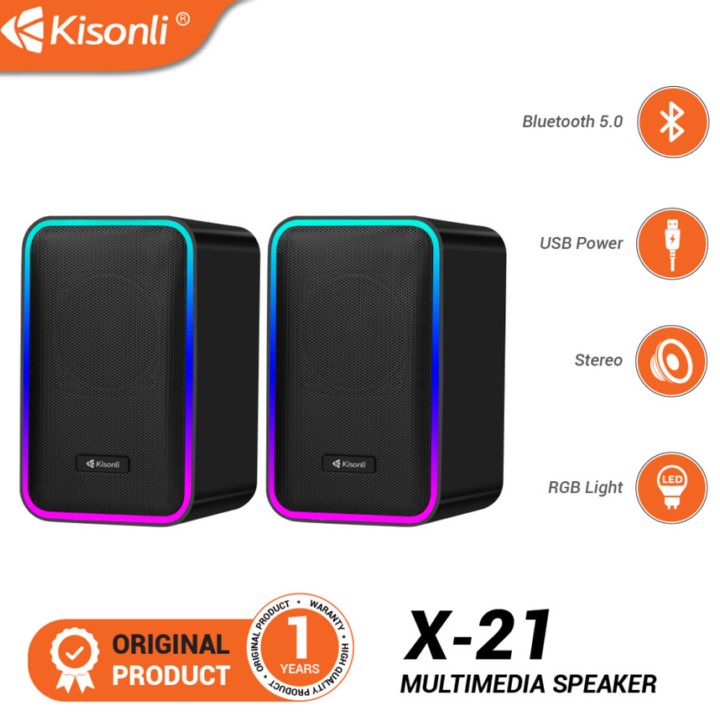 Kisonli®
Bluetooth 5.0
USB Power
Stereo
LED
RGB Light
Kisonli
Kisonli
ORIGINAL
PRODUCT
ORIGINAL PRODUCT • WARANTY • HIGH QUALITY PRODUCT •
1
YEARS
X-21
MULTIMEDIA SPEAKER